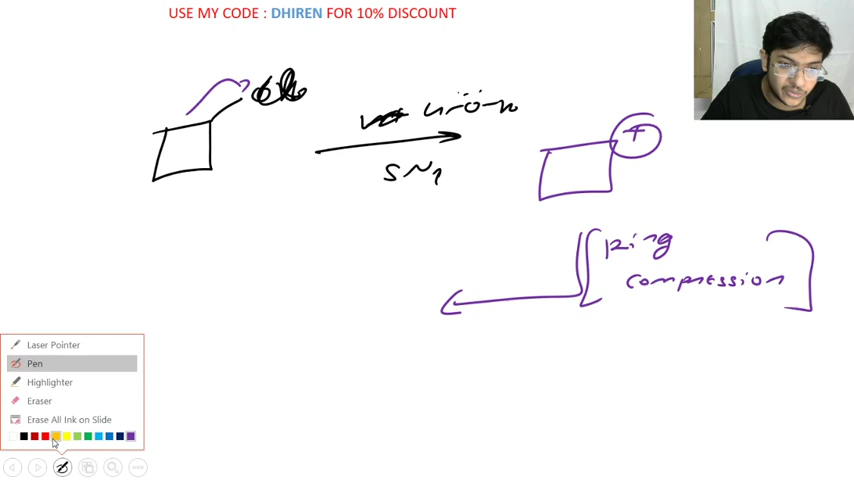 USE MY CODE : DHIREN FOR 10% DISCOUNT
H-Ö-H
SN1
+
Ring
compression
Laser Pointer
Pen
Highlighter
Eraser
Erase All Ink on Slide